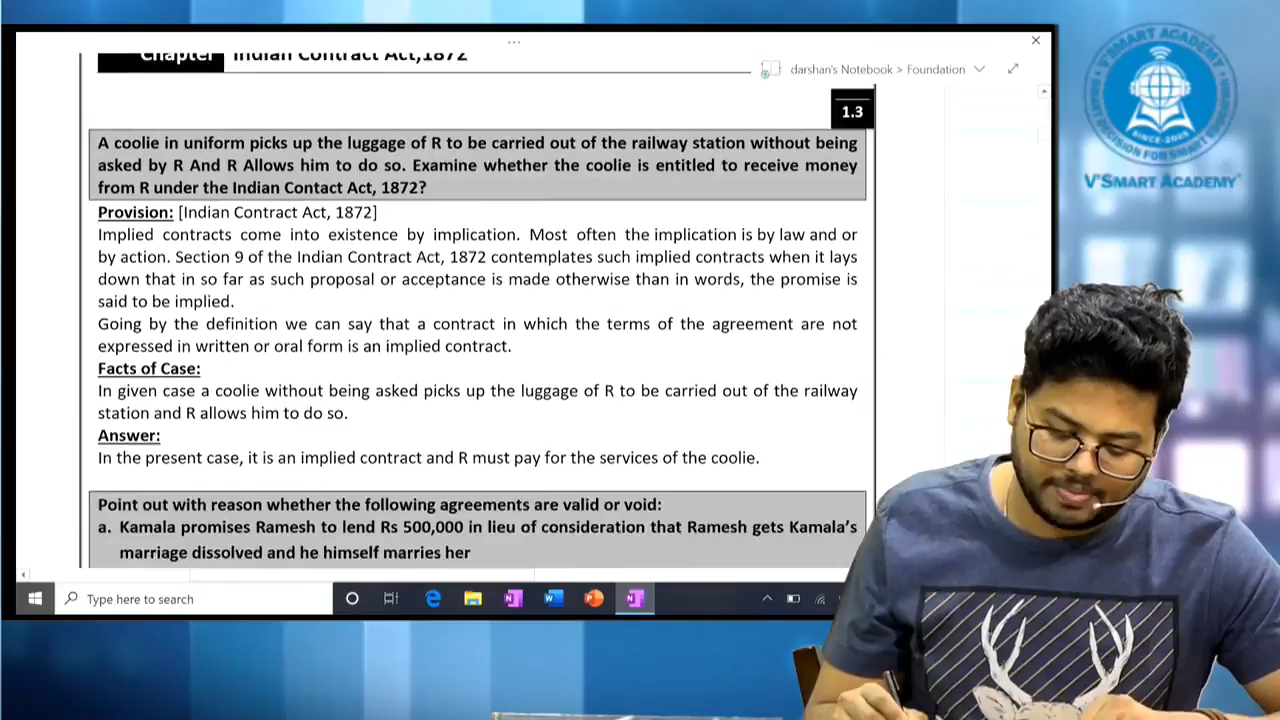 Chapter Indian Contract Act,1872
darshan's Notebook > Foundation
1.3
A coolie in uniform picks up the luggage of R to be carried out of the railway station without being
asked by R And R Allows him to do so. Examine whether the coolie is entitled to receive money
from R under the Indian Contact Act, 1872?
Provision: [Indian Contract Act, 1872]
Implied contracts come into existence by implication. Most often the implication is by law and or
by action. Section 9 of the Indian Contract Act, 1872 contemplates such implied contracts when it lays
down that in so far as such proposal or acceptance is made otherwise than in words, the promise is
said to be implied.
Going by the definition we can say that a contract in which the terms of the agreement are not
expressed in written or oral form is an implied contract.
Facts of Case:
In given case a coolie without being asked picks up the luggage of R to be carried out of the railway
station and R allows him to do so.
Answer:
In the present case, it is an implied contract and R must pay for the services of the coolie.
Point out with reason whether the following agreements are valid or void:
a. Kamala promises Ramesh to lend Rs 500,000 in lieu of consideration that Ramesh gets Kamala's
marriage dissolved and he himself marries her
Type here to search
V'SMART ACADEMY
SINCE-2005
V'SMART ACADEMY